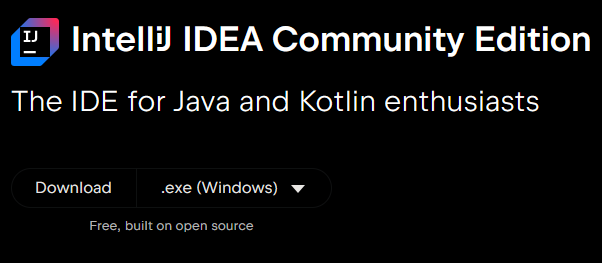 IJ IntelliJ IDEA Community Edition
The IDE for Java and Kotlin enthusiasts
Download .exe (Windows)
Free, built on open source